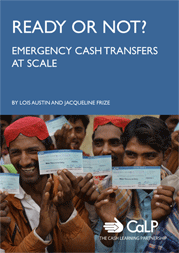 READY OR NOT?
EMERGENCY CASH TRANSFERS
AT SCALE
BY LOIS AUSTIN AND JACQUELINE FRIZE
CaLP
THE CASH LEARNING PARTNERSHIP